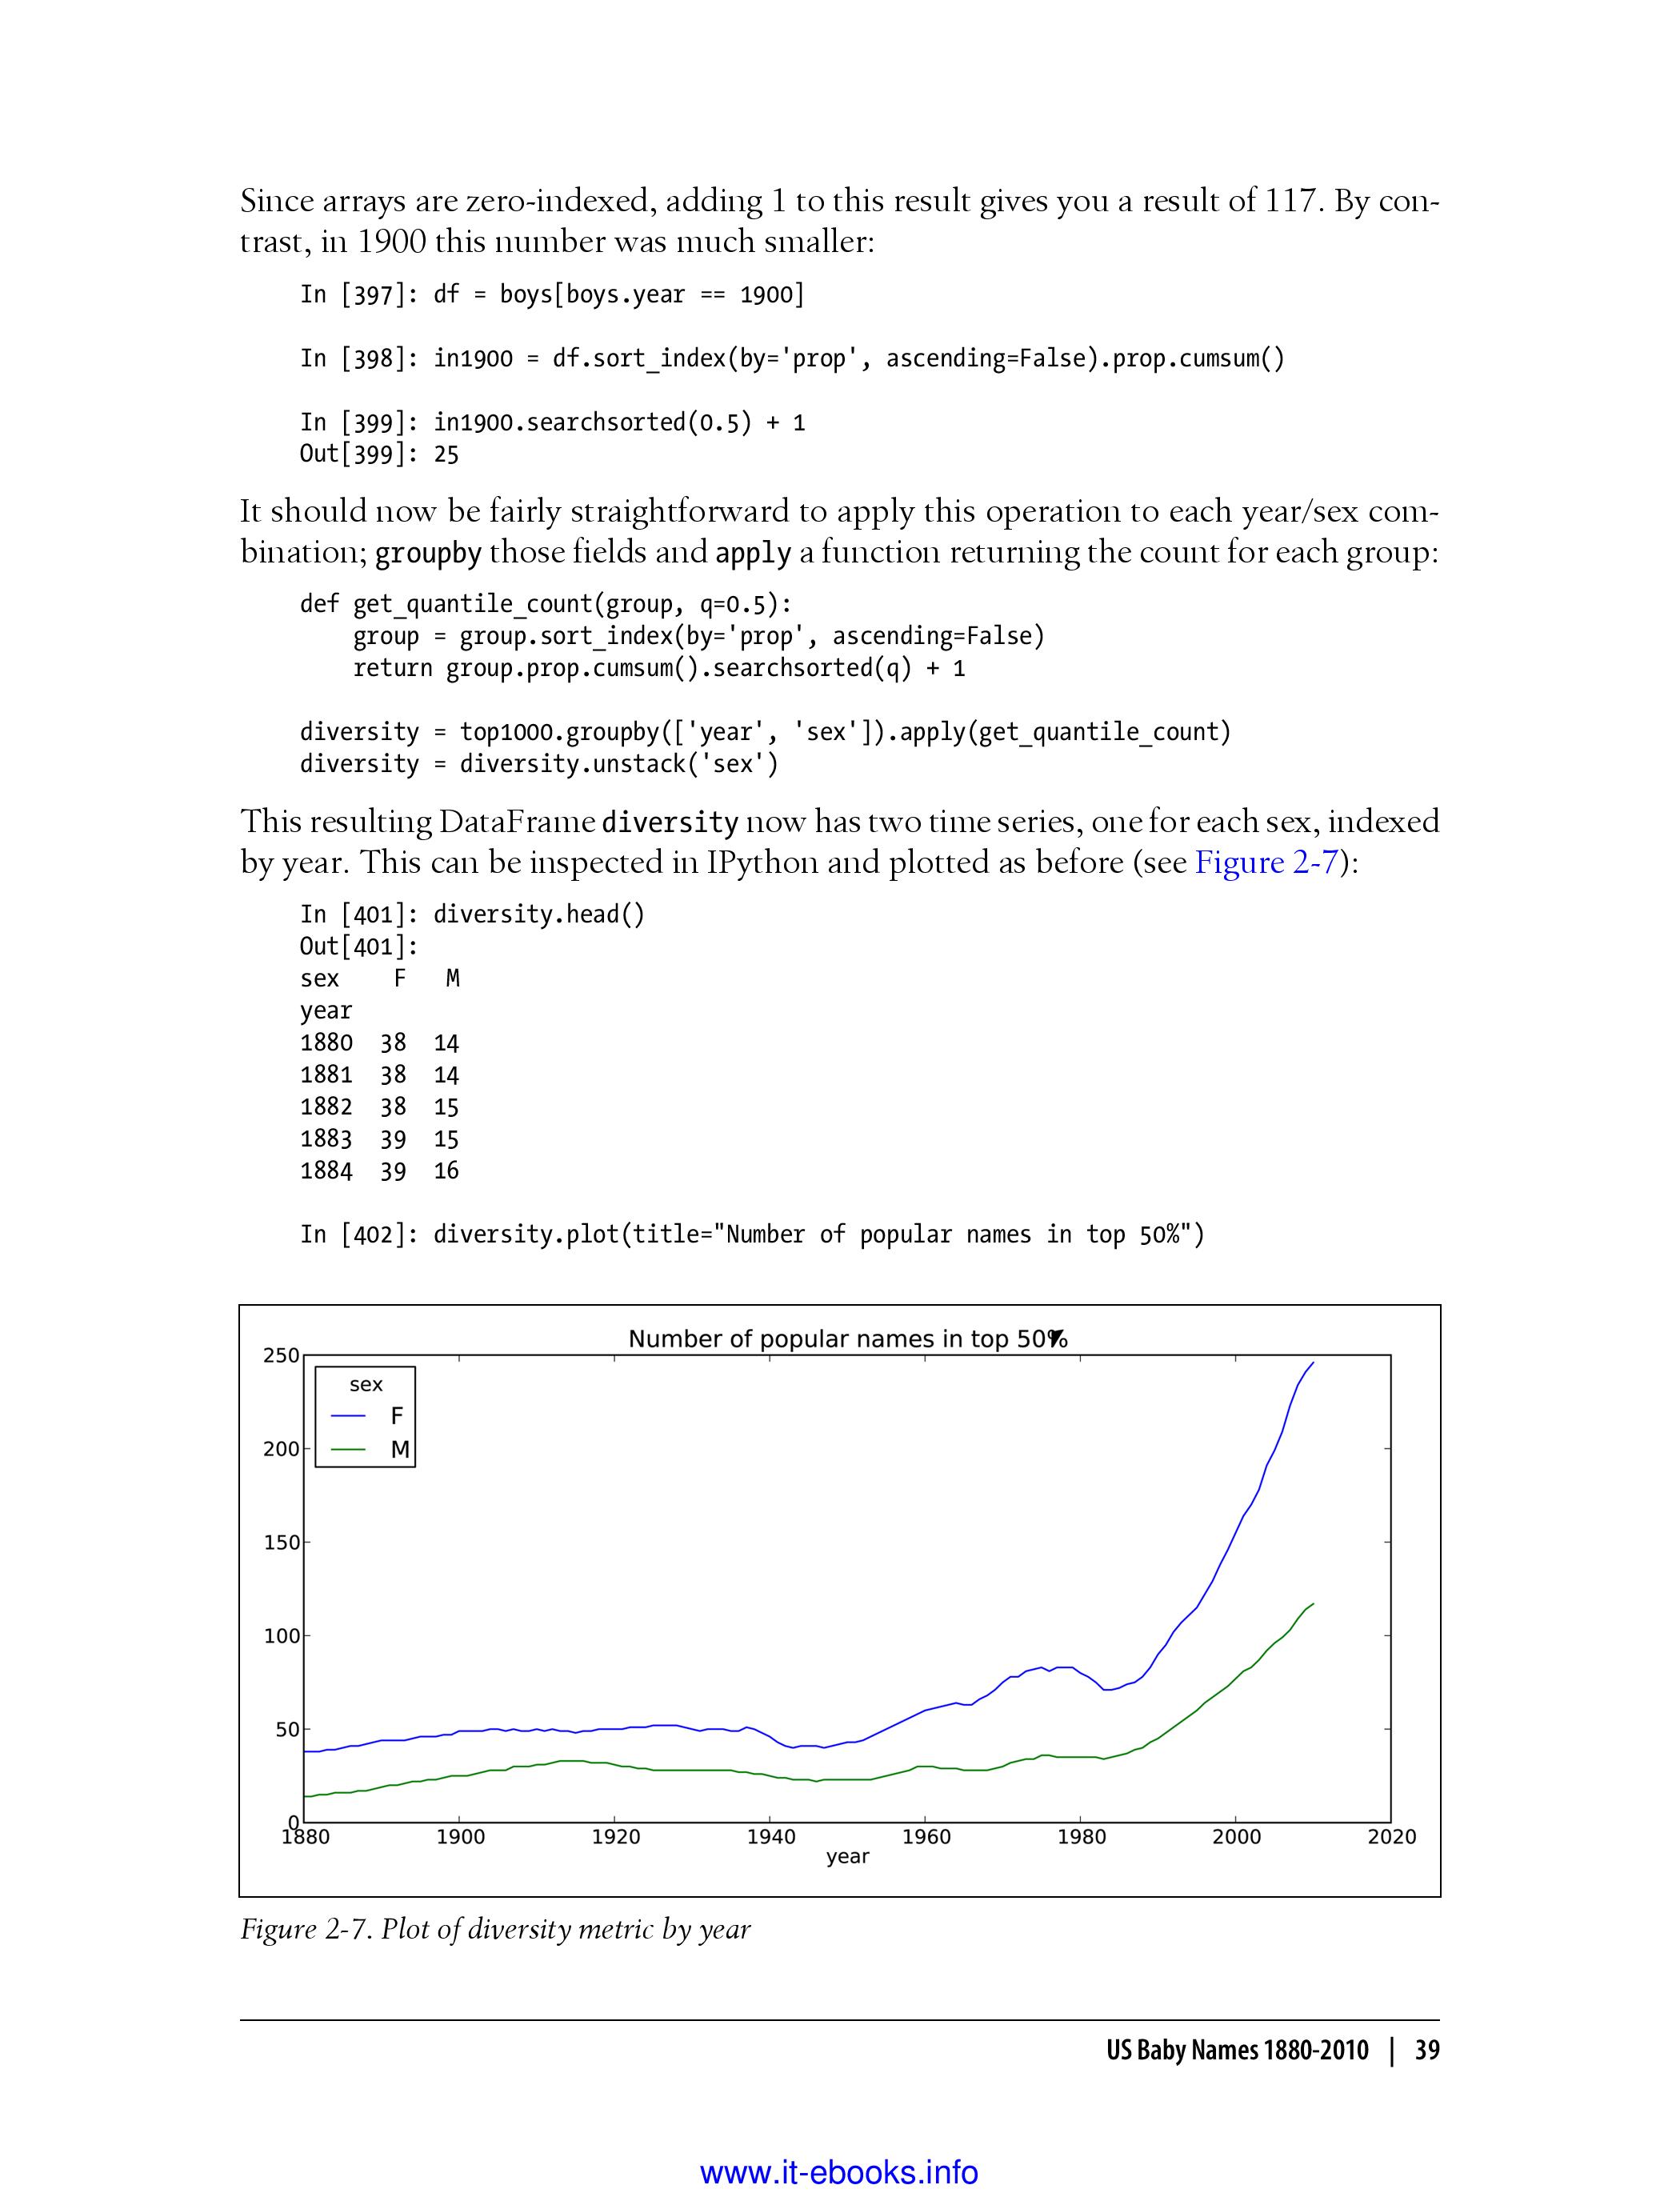 Since arrays are zero-indexed, adding 1 to this result gives you a result of 117. By con-
trast, in 1900 this number was much smaller:
In [397]: df = boys[boys.year == 1900]
In [398]: in1900 = df.sort_index(by='prop', ascending=False).prop.cumsum()
In [399]: in1900.searchsorted(0.5) + 1
Out[399]: 25
It should now be fairly straightforward to apply this operation to each year/sex com-
bination; groupby those fields and apply a function returning the count for each group:
def get_quantile_count(group, q=0.5):
    group = group.sort_index(by='prop', ascending=False)
    return group.prop.cumsum().searchsorted(q) + 1
diversity = top1000.groupby(['year', 'sex']).apply(get_quantile_count)
diversity = diversity.unstack('sex')
This resulting DataFrame diversity now has two time series, one for each sex, indexed
by year. This can be inspected in IPython and plotted as before (see Figure 2-7):
In [401]: diversity.head()
Out[401]:
sex    F   M
year
1880  38  14
1881  38  14
1882  38  15
1883  39  15
1884  39  16
In [402]: diversity.plot(title="Number of popular names in top 50%")
Number of popular names in top 50%
250
sex
F
M
200
150
100
50
0
1880 1900 1920 1940 1960 1980 2000 2020
year
Figure 2-7. Plot of diversity metric by year
US Baby Names 1880-2010 | 39
www.it-ebooks.info